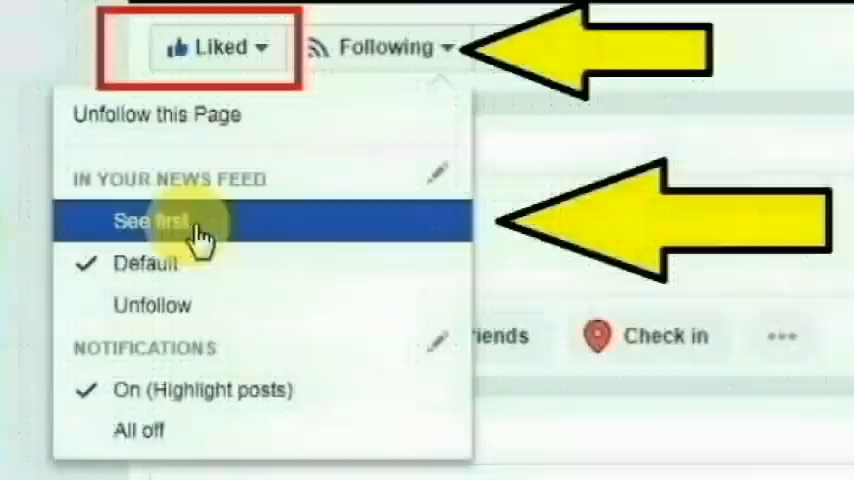 Liked
Following
Unfollow this Page
IN YOUR NEWS FEED
See first
Default
Unfollow
NOTIFICATIONS
riends
Check in
On (Highlight posts)
All off